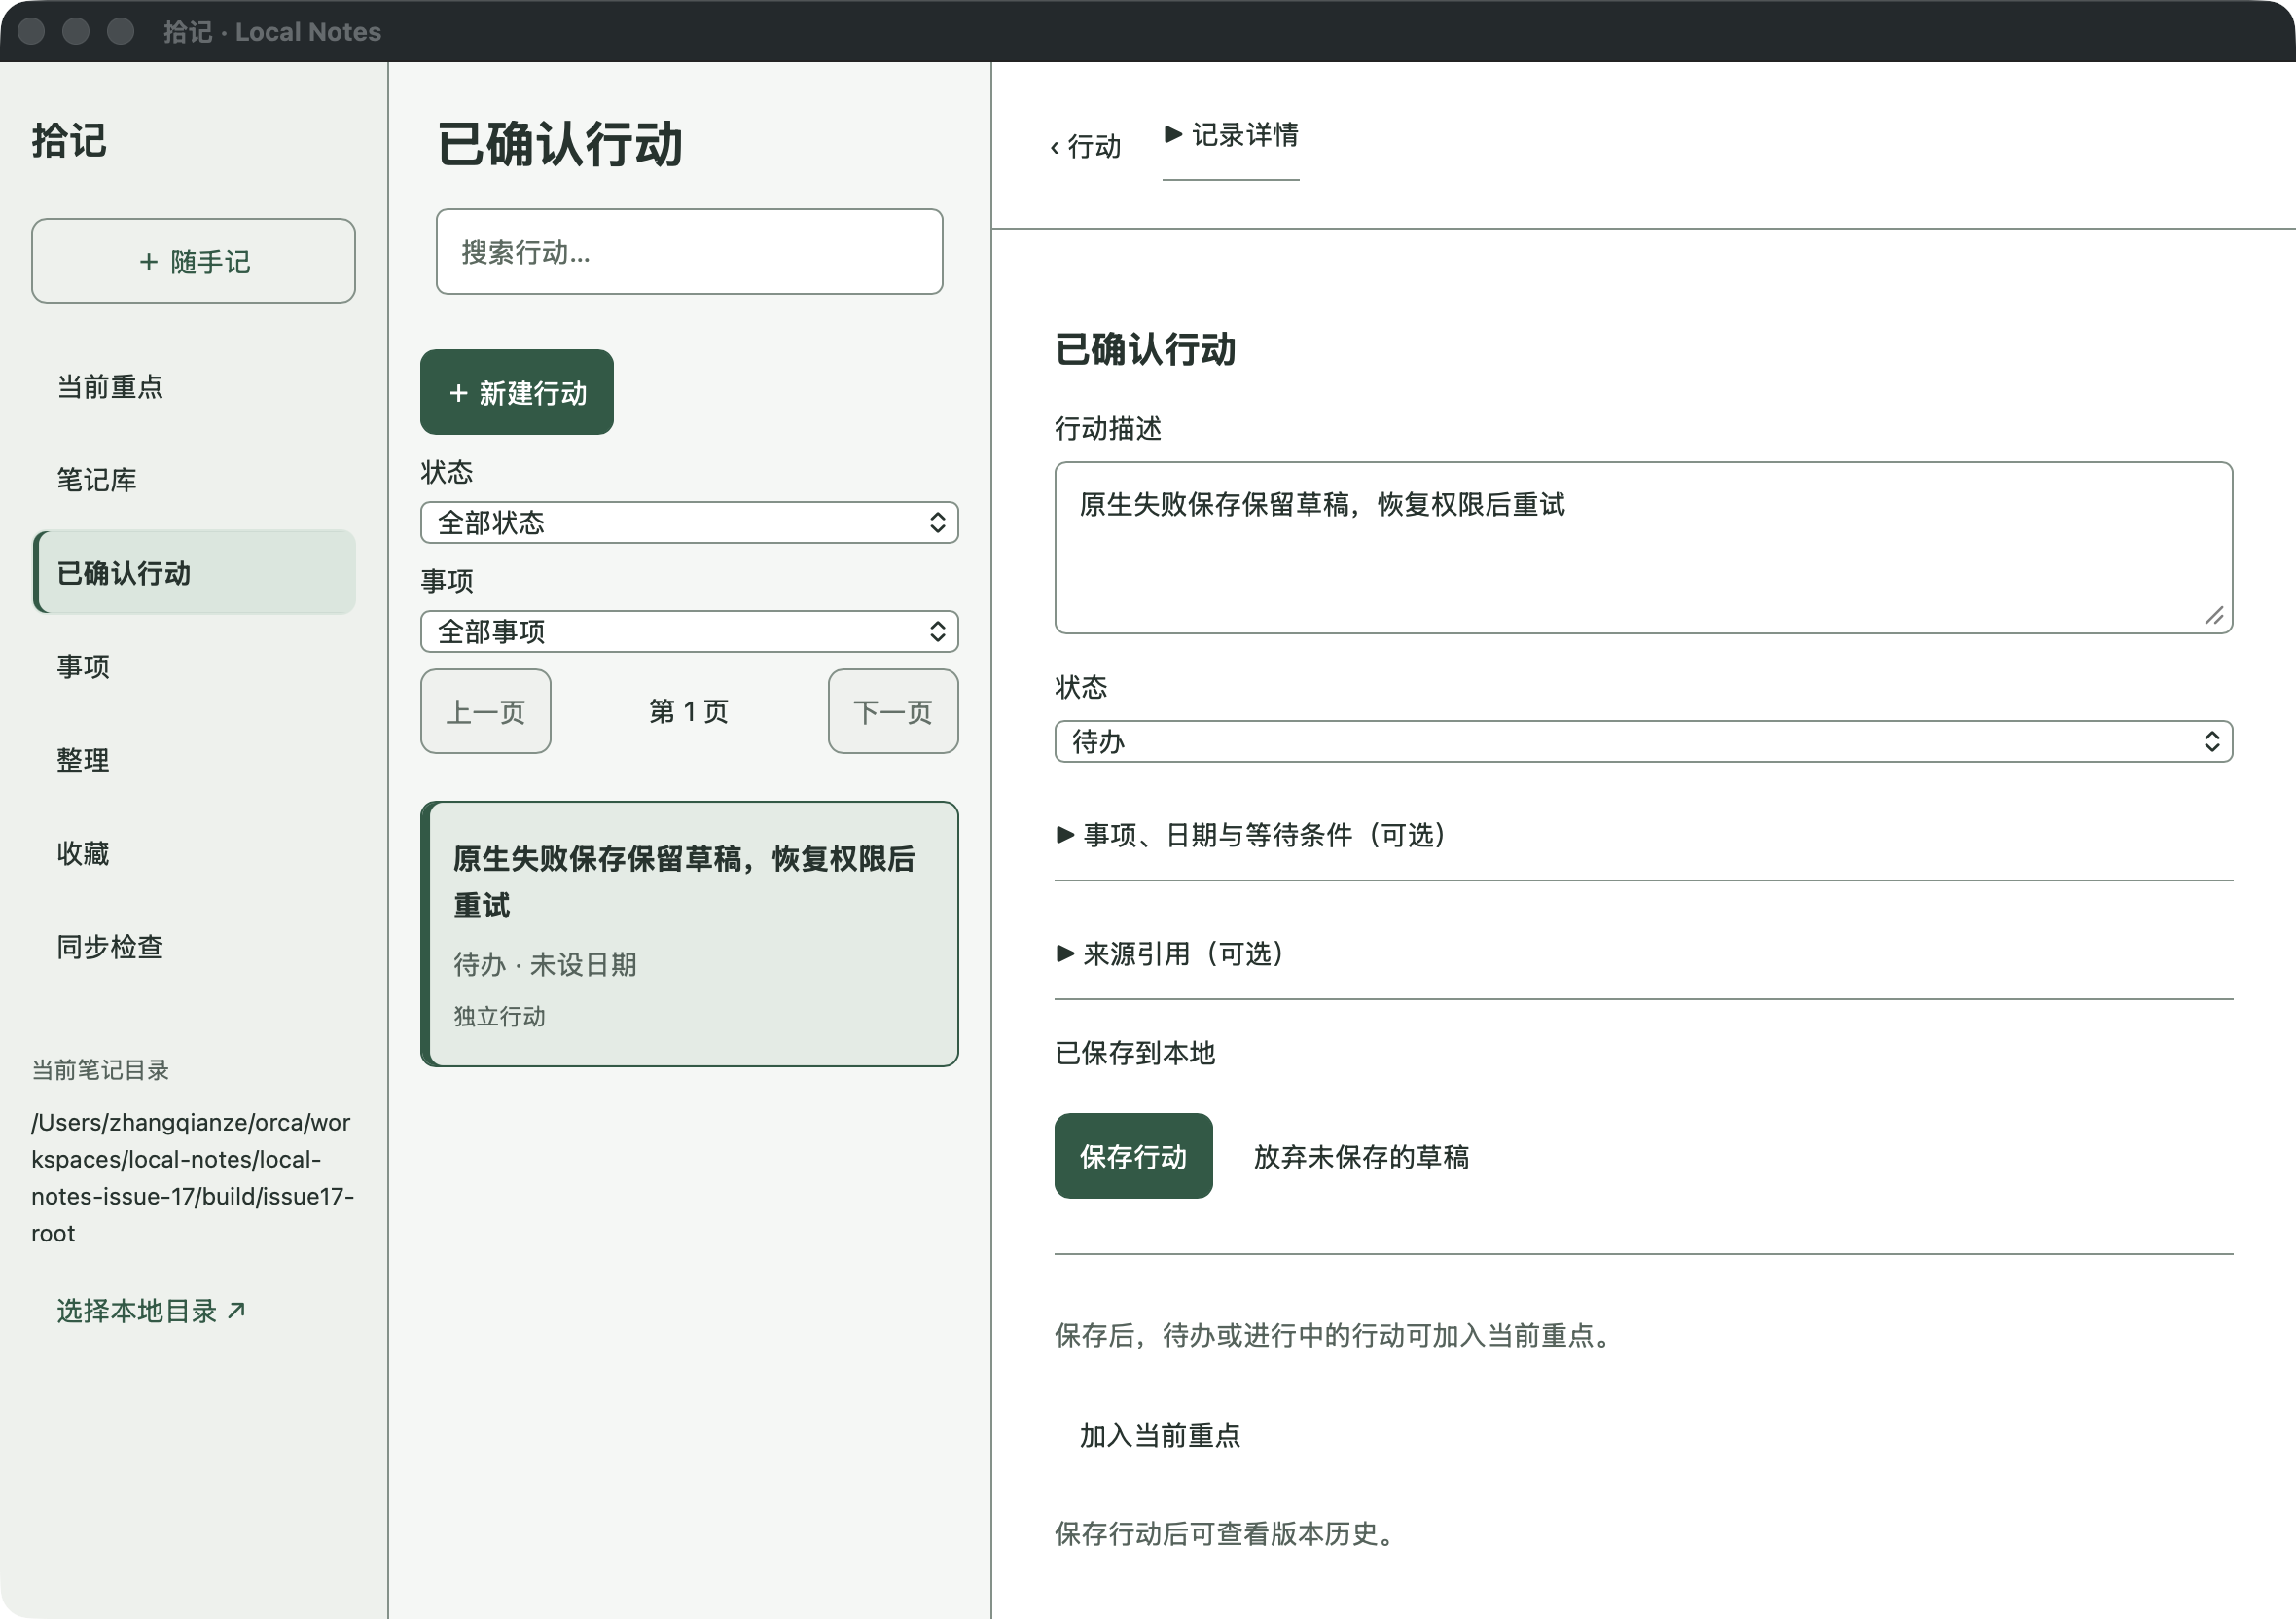 拾记 · Local Notes
拾记
+ 随手记
当前重点
笔记库
已确认行动
事项
整理
收藏
同步检查
当前笔记目录
/Users/zhangqianze/orca/wor
kspaces/local-notes/local-
notes-issue-17/build/issue17-
root
选择本地目录 ↗
已确认行动
搜索行动...
+ 新建行动
状态
全部状态
事项
全部事项
上一页
第 1 页
下一页
原生失败保存保留草稿，恢复权限后
重试
待办 · 未设日期
独立行动
‹ 行动
▶ 记录详情
已确认行动
行动描述
原生失败保存保留草稿，恢复权限后重试
状态
待办
▶ 事项、日期与等待条件（可选）
▶ 来源引用（可选）
已保存到本地
保存行动
放弃未保存的草稿
保存后，待办或进行中的行动可加入当前重点。
加入当前重点
保存行动后可查看版本历史。